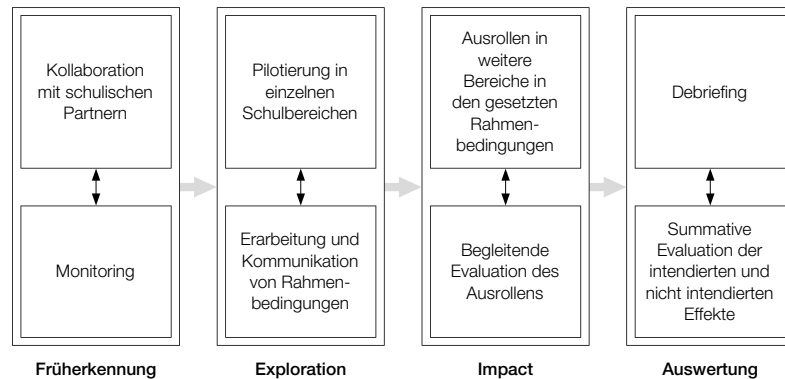 Kollaboration
mit schulischen
Partnern
Monitoring
Früherkennung
Pilotierung in
einzelnen
Schulbereichen
Erarbeitung und
Kommunikation
von Rahmen-
bedingungen
Exploration
Ausrollen in
weitere
Bereiche in
den gesetzten
Rahmen-
bedingungen
Begleitende
Evaluation des
Ausrollens
Impact
Debriefing
Summative
Evaluation der
intendierten und
nicht intendierten
Effekte
Auswertung